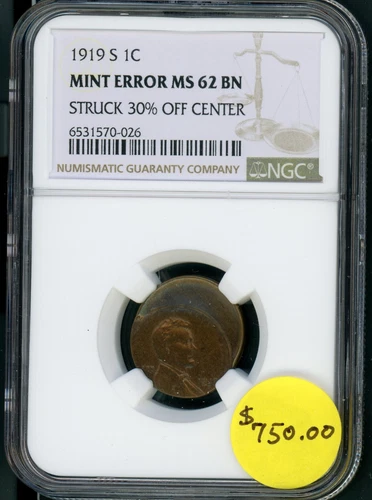 1919 S 1C
MINT ERROR MS 62 BN
STRUCK 30% OFF CENTER
6531570-026
NUMISMATIC GUARANTY COMPANY
NGC®
$750.00